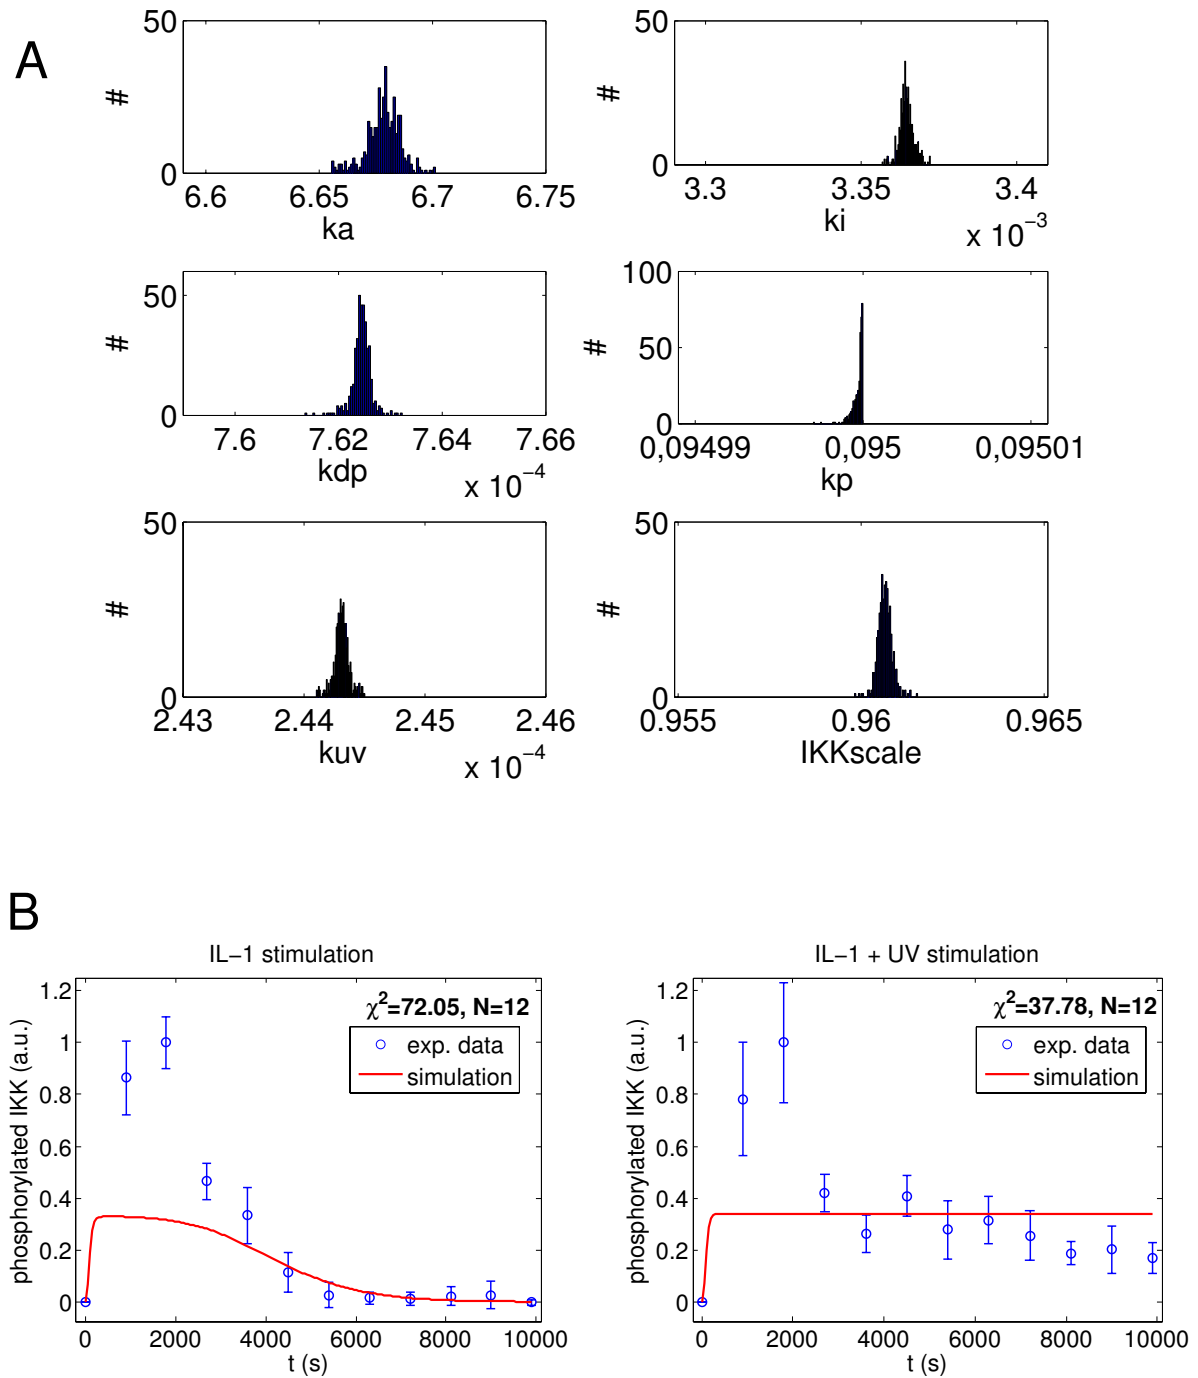 A
50
#
0
6.6 6.65 6.7 6.75
ka
50
#
0
3.3 3.35 3.4
ki
x 10⁻³
50
#
0
7.6 7.62 7.64 7.66
kdp
x 10⁻⁴
100
50
#
0
0,09499 0,095 0,09501
kp
50
#
0
2.43 2.44 2.45 2.46
kuv
x 10⁻⁴
50
#
0
0.955 0.96 0.965
IKKscale
B
IL−1 stimulation
χ²=72.05, N=12
exp. data
simulation
phosphorylated IKK (a.u.)
1.2
1
0.8
0.6
0.4
0.2
0
0 2000 4000 6000 8000 10000
t (s)
IL−1 + UV stimulation
χ²=37.78, N=12
exp. data
simulation
phosphorylated IKK (a.u.)
1.2
1
0.8
0.6
0.4
0.2
0
0 2000 4000 6000 8000 10000
t (s)